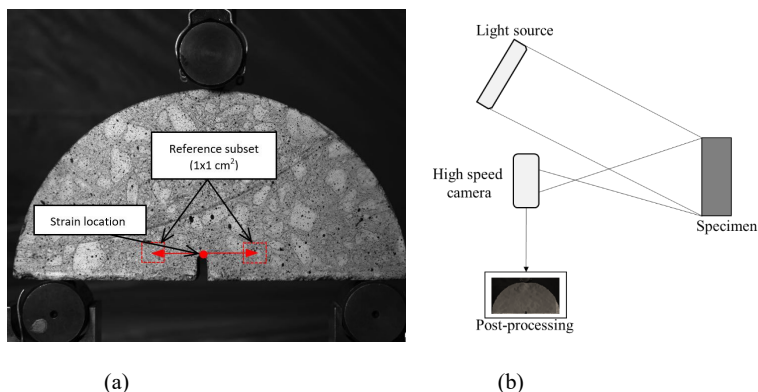 Reference subset
(1x1 cm²)
Strain location
(a)
Light source
High speed
camera
Specimen
Post-processing
(b)